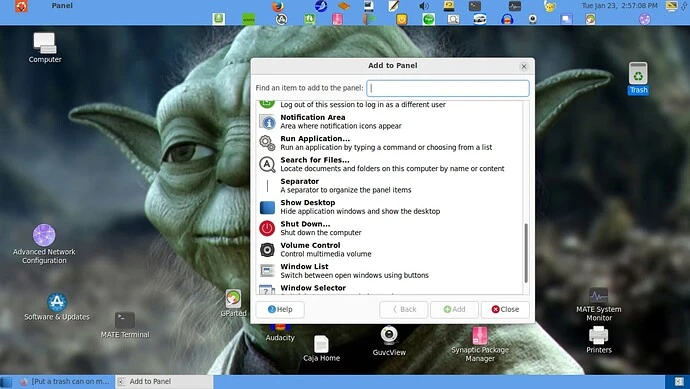 Panel
Tue Jan 23, 2:57:08 PM
Computer
Add to Panel
Find an item to add to the panel:
Trash
Log out of this session to log in as a different user
Notification Area
Area where notification icons appear
Run Application...
Run an application by typing a command or choosing from a list
Search for Files...
Locate documents and folders on this computer by name or content
Separator
A separator to organize the panel items
Show Desktop
Hide application windows and show the desktop
Shut Down...
Shut down the computer
Volume Control
Control multimedia volume
Window List
Switch between open windows using buttons
Window Selector
Advanced Network
Configuration
Help
Back
Add
Close
Software & Updates
MATE Terminal
GParted
Audacity
Caja Home
GuvcView
Synaptic Package
Manager
MATE System
Monitor
Printers
[Put a trash can on m...
Add to Panel